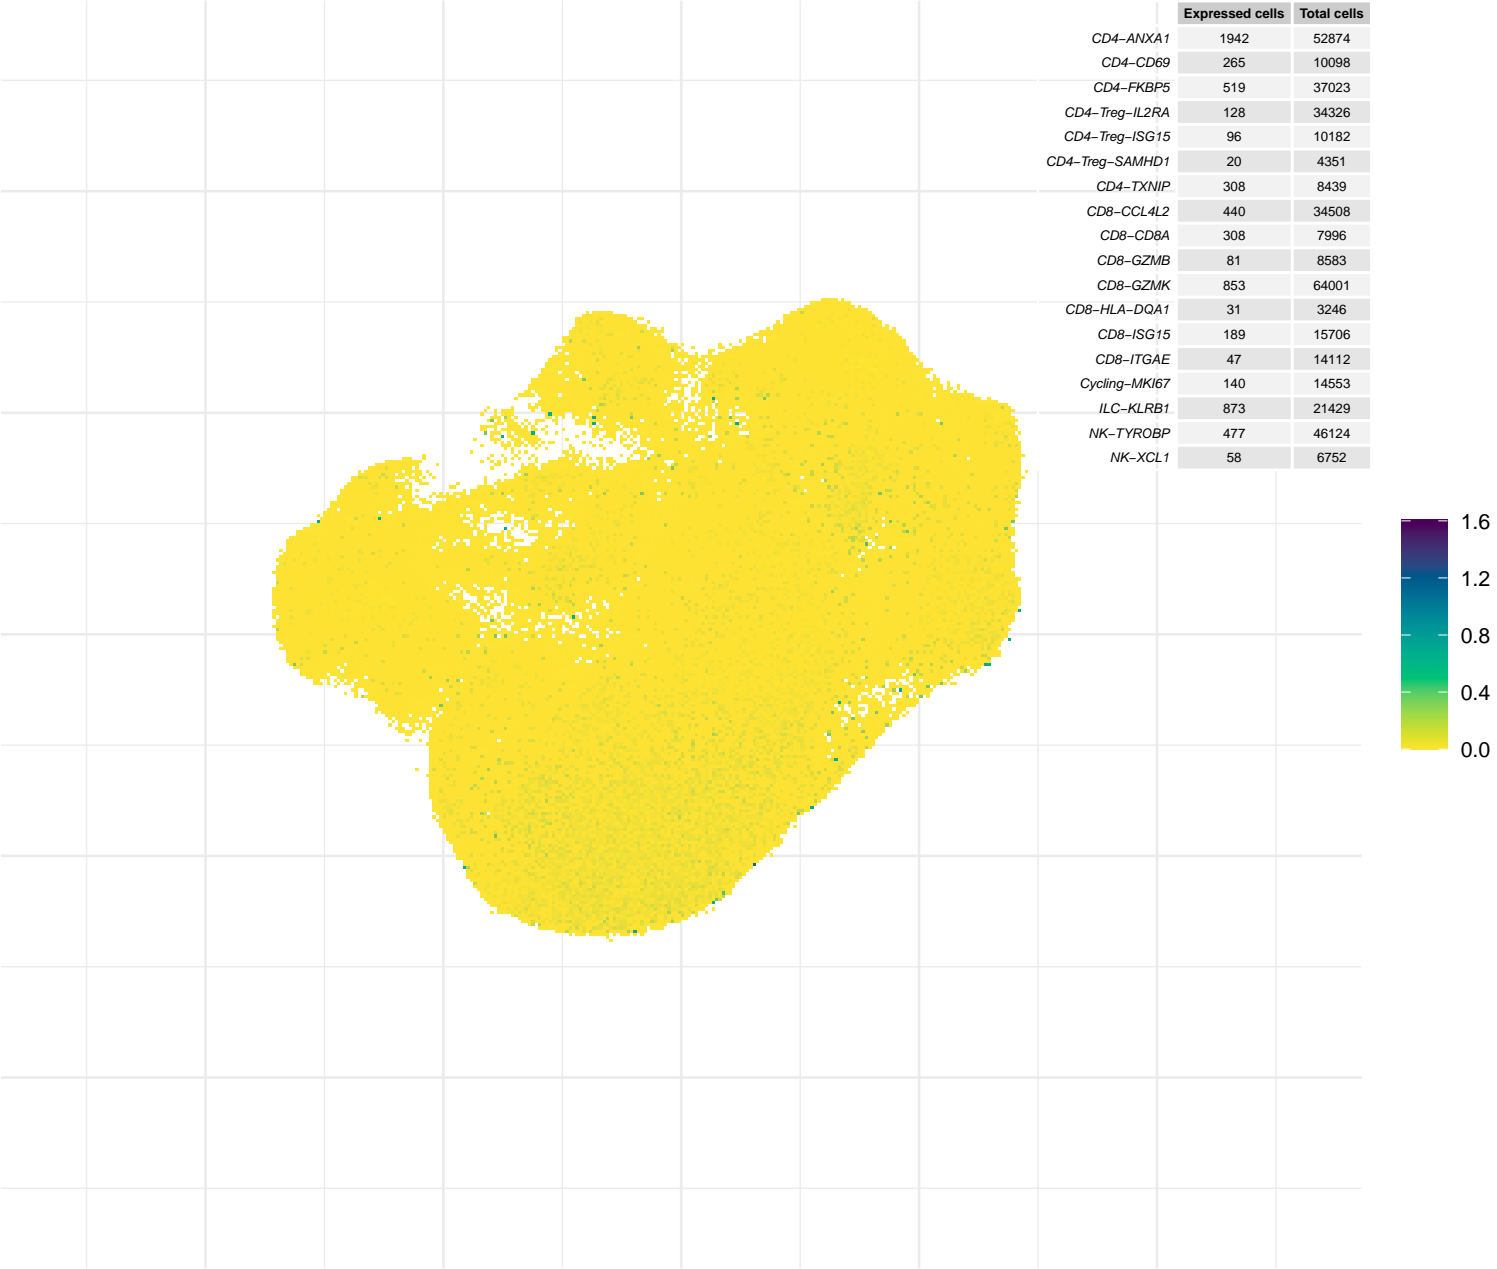 Expressed cells Total cells
CD4−ANXA1 1942 52874
CD4−CD69 265 10098
CD4−FKBP5 519 37023
CD4−Treg−IL2RA 128 34326
CD4−Treg−ISG15 96 10182
CD4−Treg−SAMHD1 20 4351
CD4−TXNIP 308 8439
CD8−CCL4L2 440 34508
CD8−CD8A 308 7996
CD8−GZMB 81 8583
CD8−GZMK 853 64001
CD8−HLA−DQA1 31 3246
CD8−ISG15 189 15706
CD8−ITGAE 47 14112
Cycling−MKI67 140 14553
ILC−KLRB1 873 21429
NK−TYROBP 477 46124
NK−XCL1 58 6752
1.6
1.2
0.8
0.4
0.0